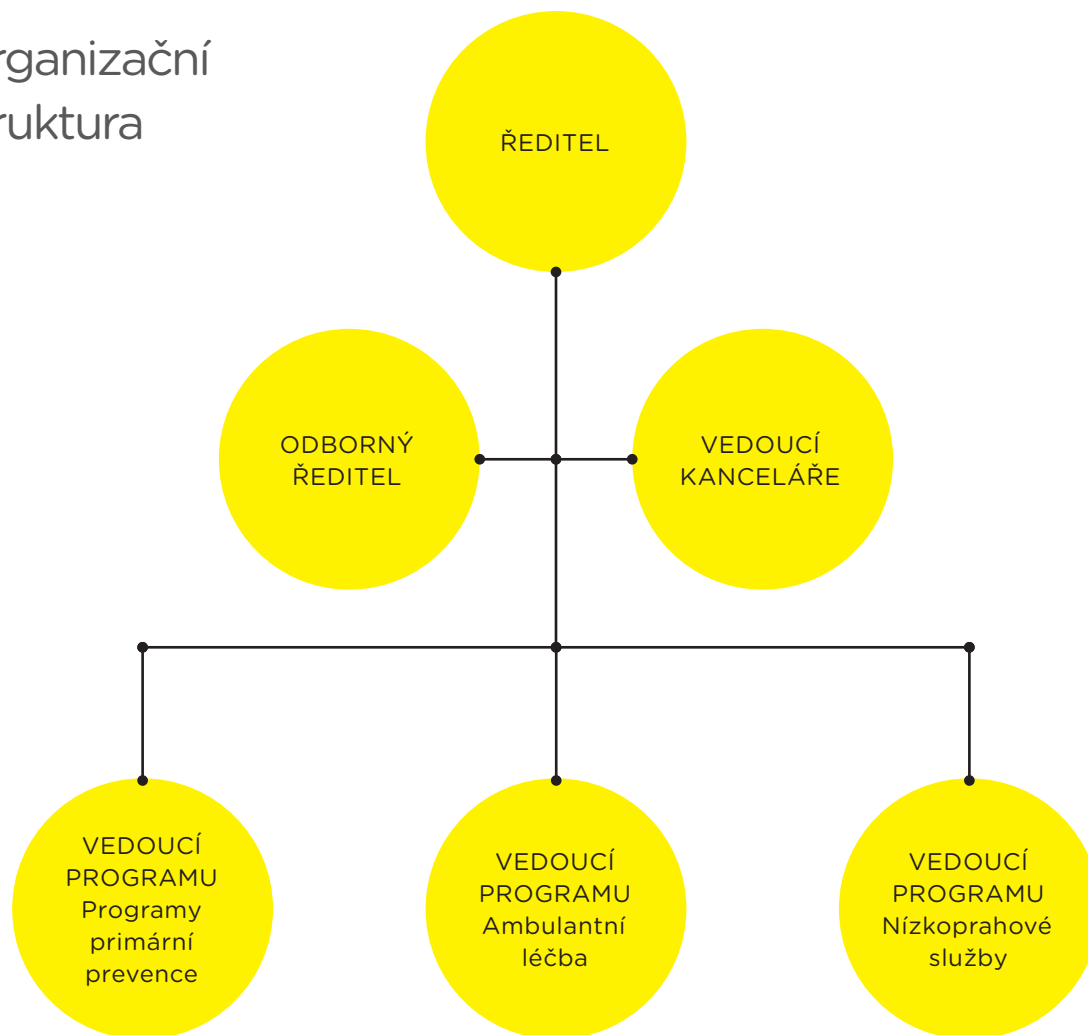 rganizační
ruktura
ŘEDITEL
ODBORNÝ
ŘEDITEL
VEDOUCÍ
KANCELÁŘE
VEDOUCÍ
PROGRAMU
Programy
primární
prevence
VEDOUCÍ
PROGRAMU
Ambulantní
léčba
VEDOUCÍ
PROGRAMU
Nízkoprahové
služby